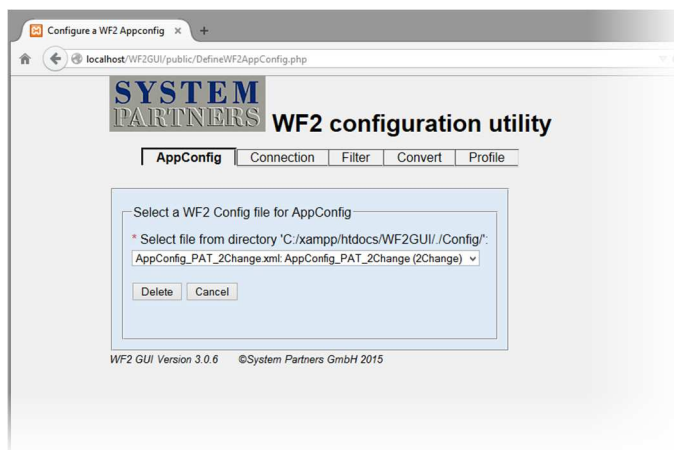 Configure a WF2 Appconfig × +
localhost/WF2GUI/public/DefineWF2AppConfig.php
SYSTEM
PARTNERS
WF2 configuration utility
AppConfig Connection Filter Convert Profile
Select a WF2 Config file for AppConfig
* Select file from directory 'C:/xampp/htdocs/WF2GUI/./Config/':
AppConfig_PAT_2Change.xml: AppConfig_PAT_2Change (2Change)
Delete Cancel
WF2 GUI Version 3.0.6 ©System Partners GmbH 2015